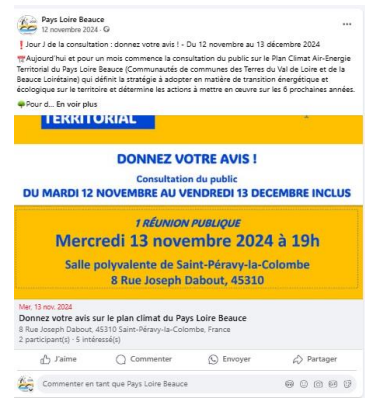 Pays Loire Beauce
12 novembre 2024 ·
❗Jour J de la consultation : donnez votre avis ! - Du 12 novembre au 13 décembre 2024
Aujourd'hui et pour un mois commence la consultation du public sur le Plan Climat Air-Energie
Territorial du Pays Loire Beauce (Communautés de communes des Terres du Val de Loire et de la
Beauce Loirétaine) qui définit la stratégie à adopter en matière de transition énergétique et
écologique sur le territoire et détermine les actions à mettre en œuvre sur les 6 prochaines années.
🌳Pour d... En voir plus
TERRITORIAL
DONNEZ VOTRE AVIS !
Consultation du public
DU MARDI 12 NOVEMBRE AU VENDREDI 13 DECEMBRE INCLUS
1 RÉUNION PUBLIQUE
Mercredi 13 novembre 2024 à 19h
Salle polyvalente de Saint-Péravy-la-Colombe
8 Rue Joseph Dabout, 45310
Mer, 13 nov. 2024
Donnez votre avis sur le plan climat du Pays Loire Beauce
8 Rue Joseph Dabout, 45310 Saint-Péravy-la-Colombe, France
2 participant(s) · 5 intéressé(s)
J'aime Commenter Envoyer Partager
Commenter en tant que Pays Loire Beauce